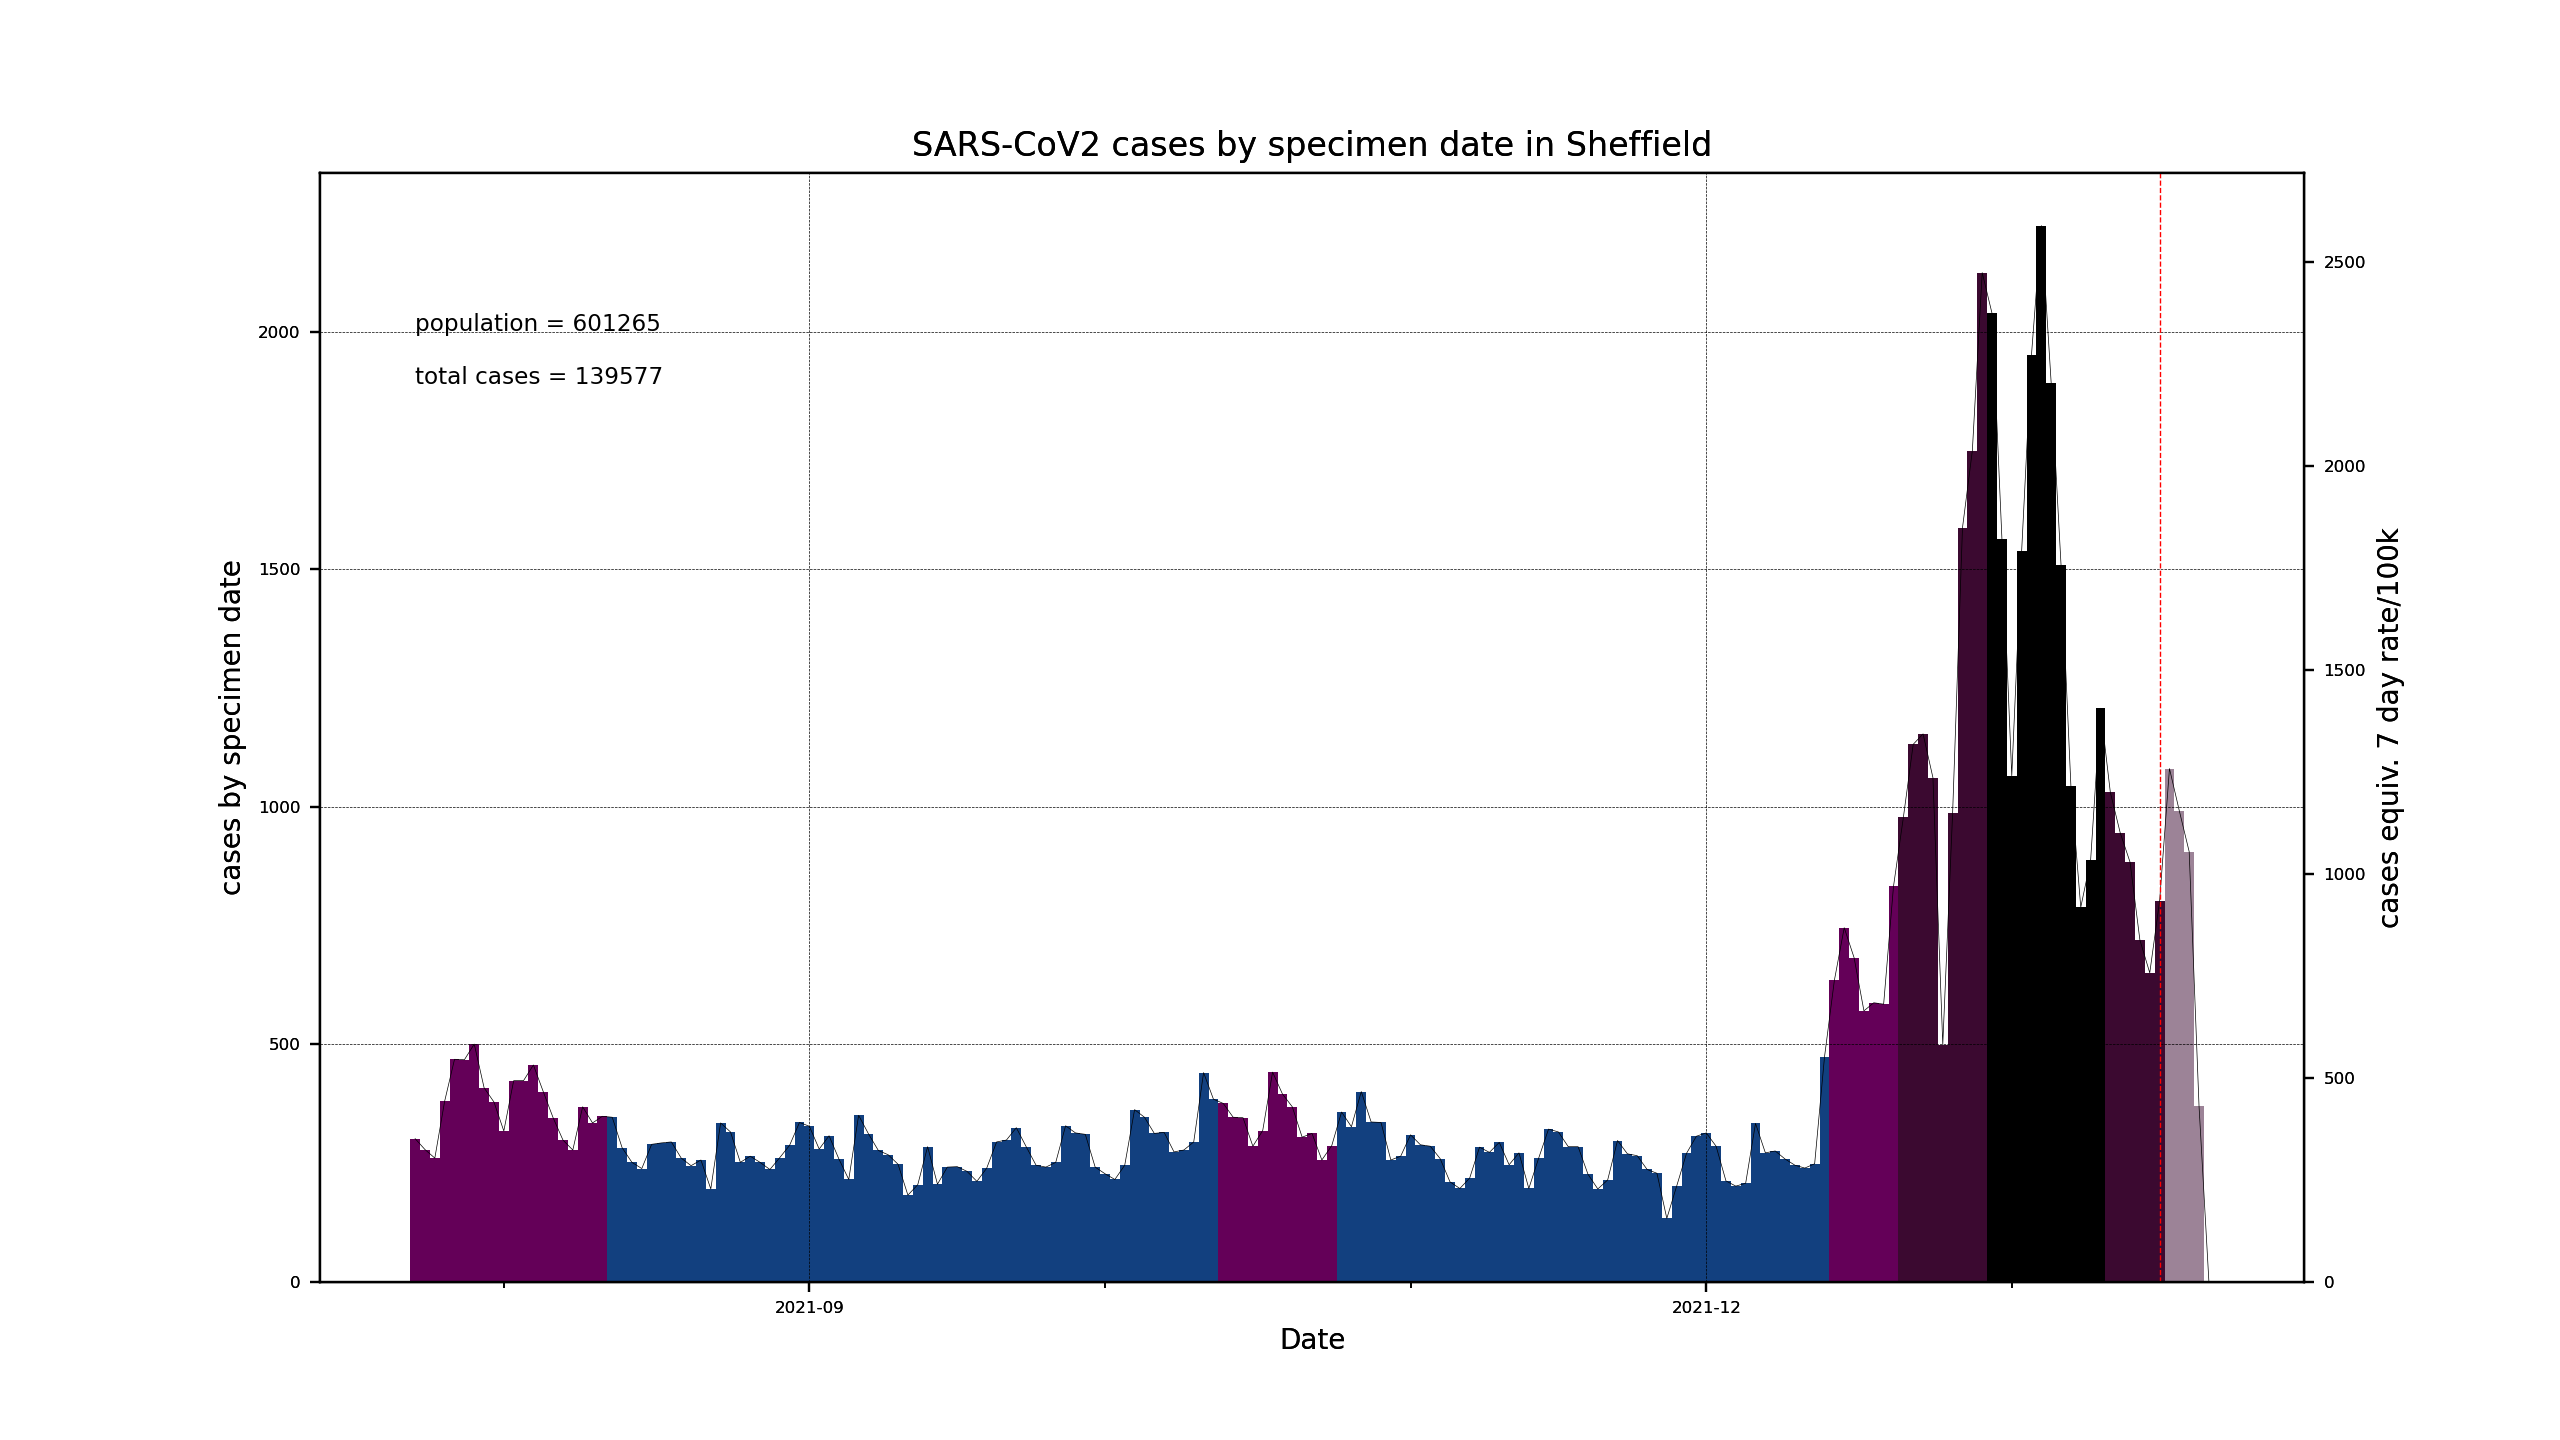 SARS-CoV2 cases by specimen date in Sheffield
population = 601265
total cases = 139577
cases by specimen date
2000
1500
1000
500
0
2500
2000
1500
1000
500
0
cases equiv. 7 day rate/100k
2021-09
2021-12
Date